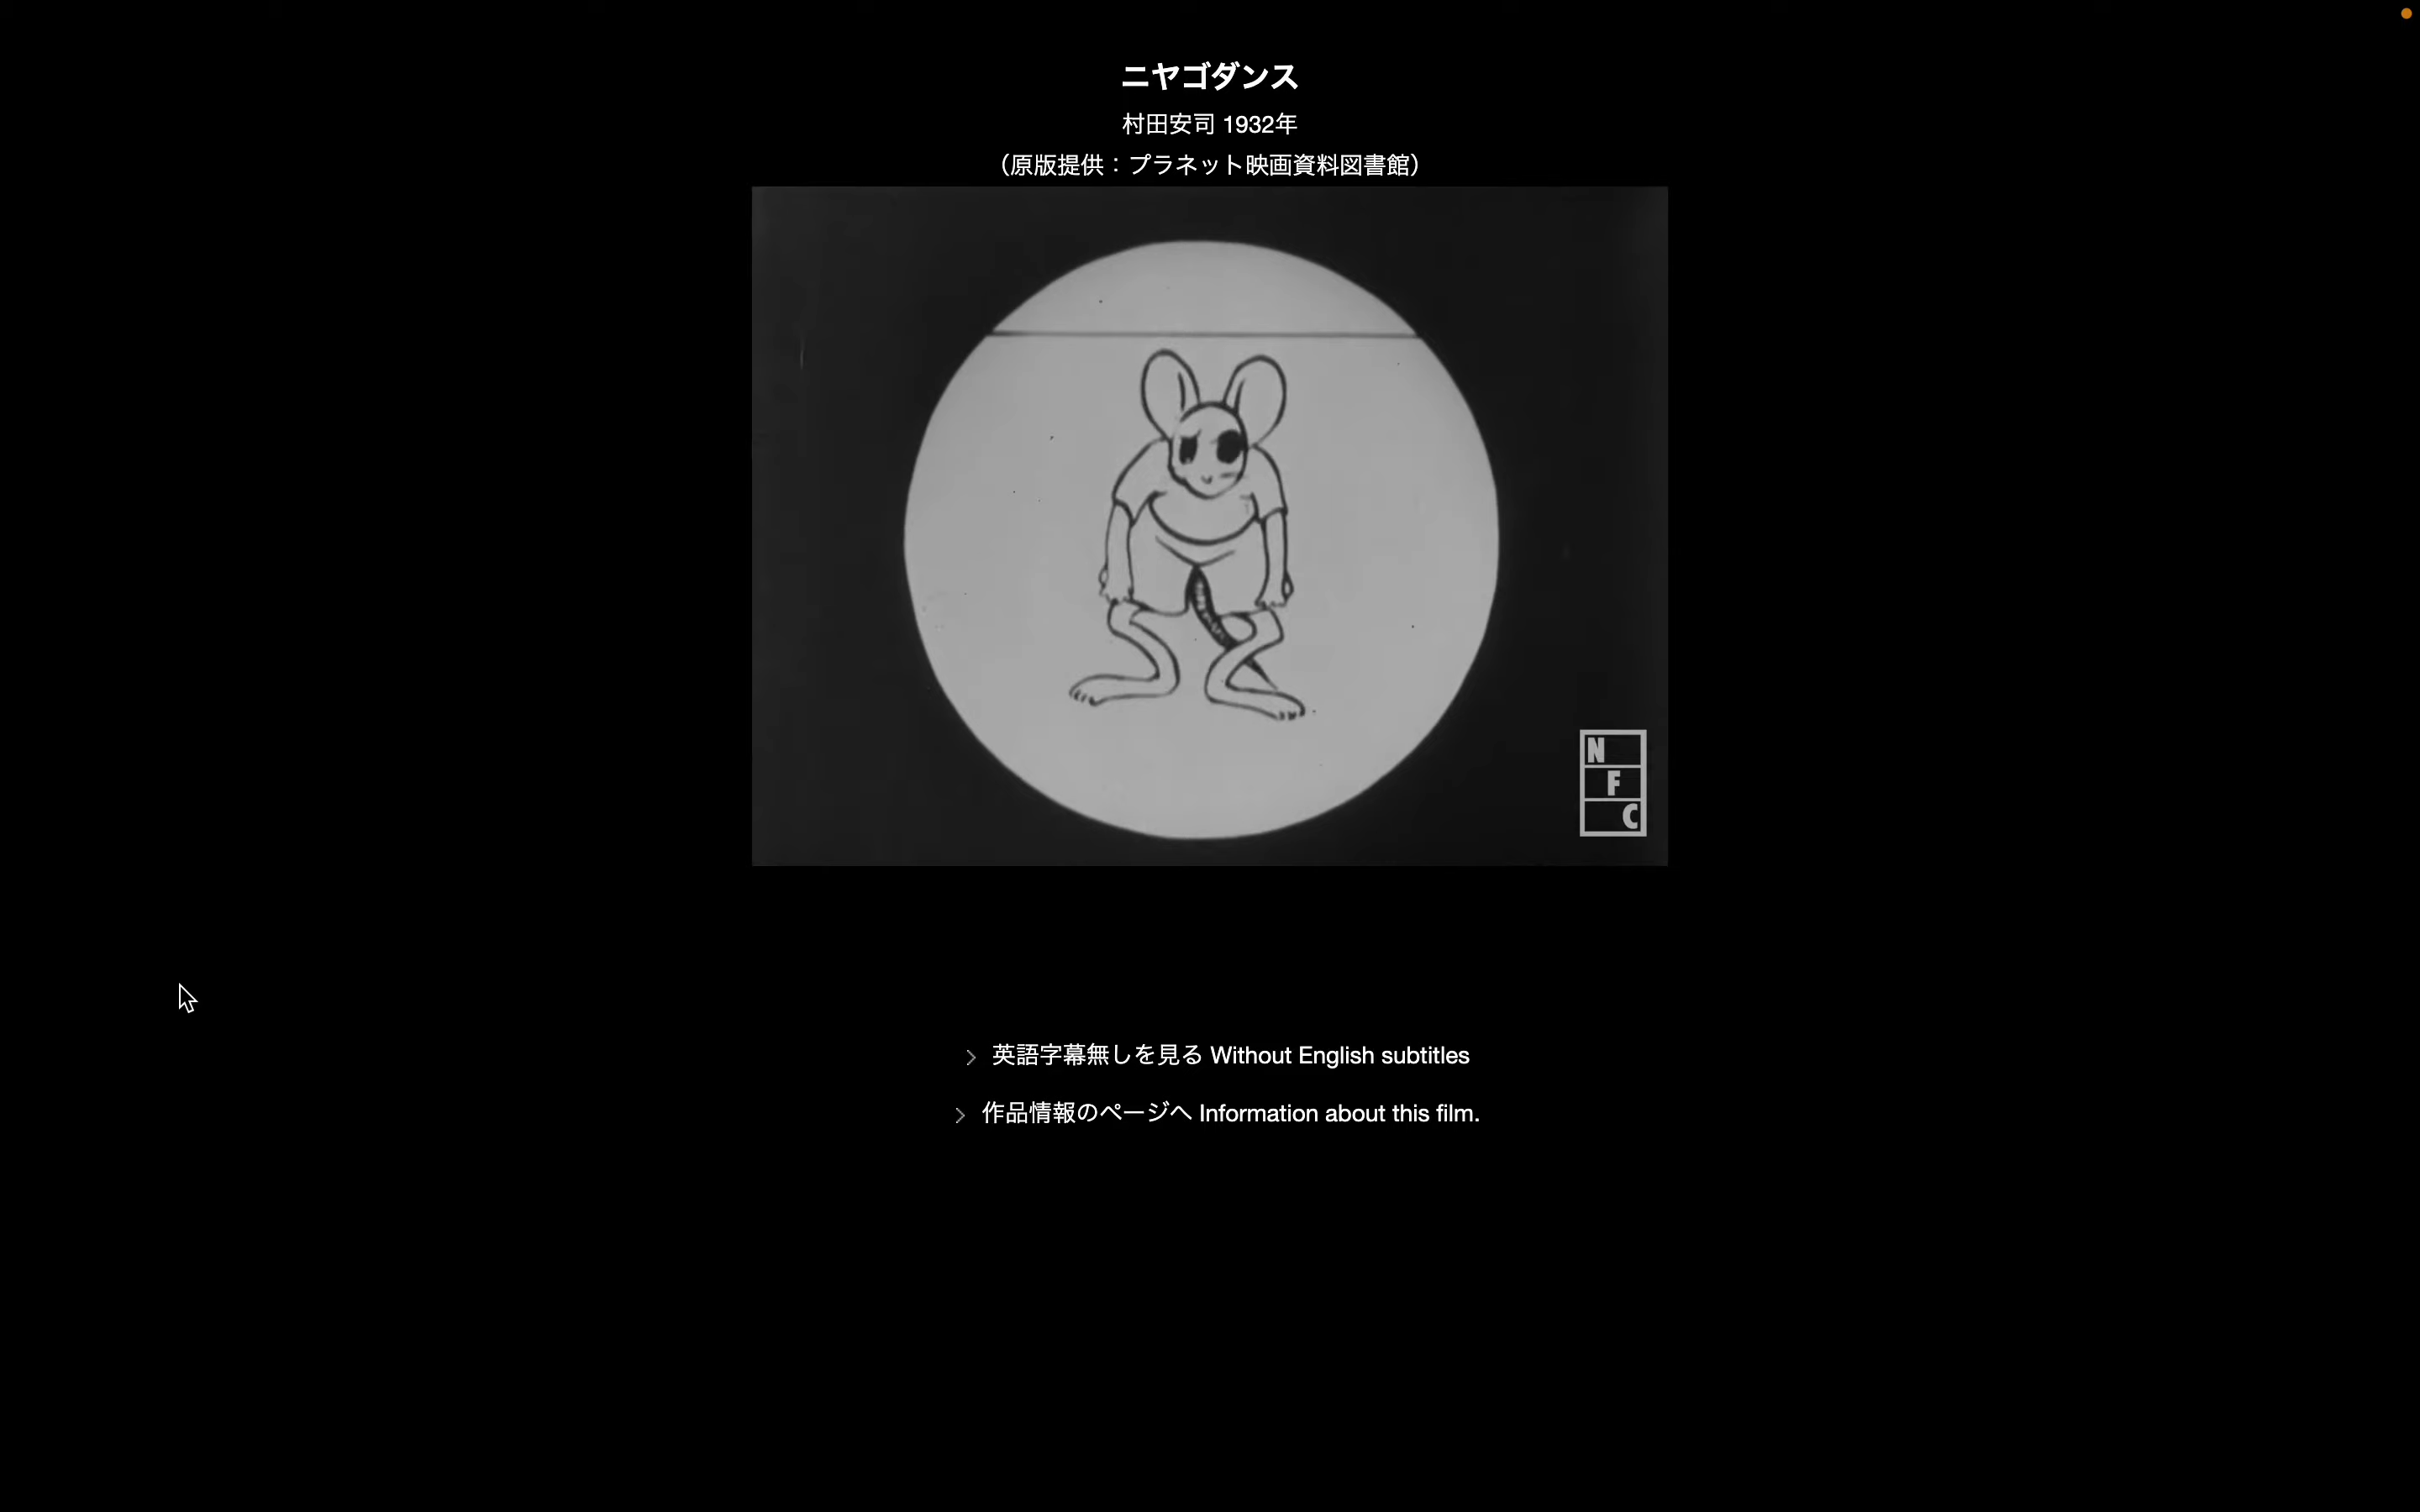 ニヤゴダンス
村田安司 1932年
（原版提供：プラネット映画資料図書館）
N
F
C
英語字幕無しを見る Without English subtitles
作品情報のページへ Information about this film.